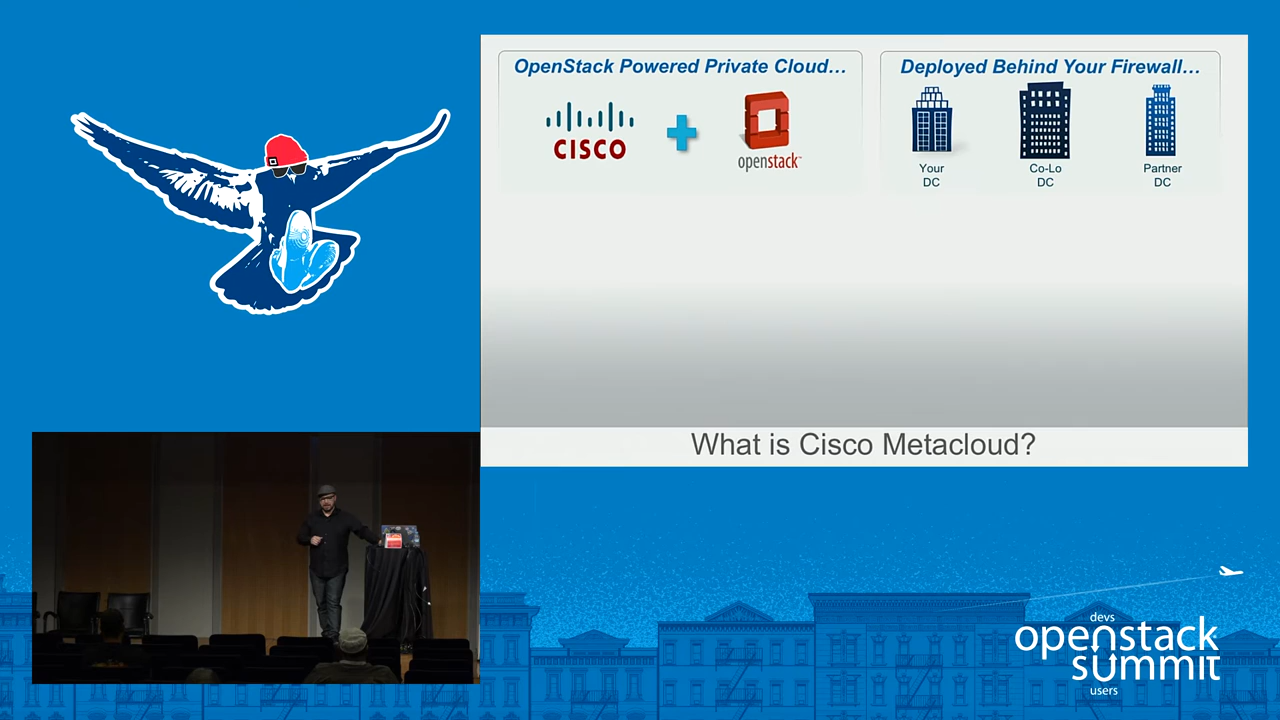 OpenStack Powered Private Cloud...
CISCO
openstack™
Deployed Behind Your Firewall...
Your
DC
Co-Lo
DC
Partner
DC
What is Cisco Metacloud?
devs
openstack
summit
users